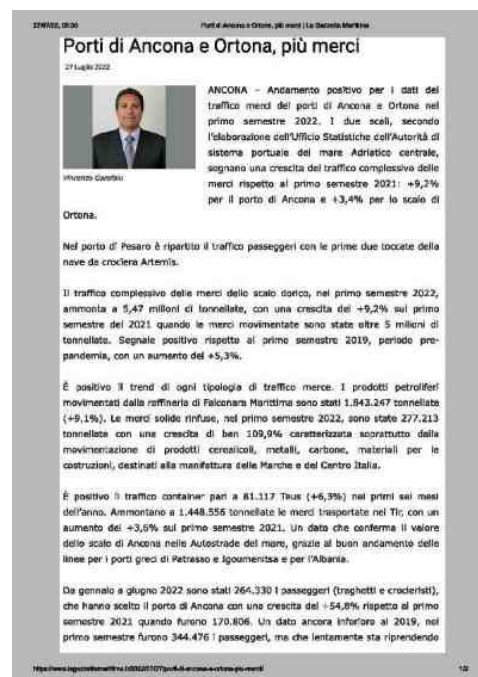 27/07/22, 09:36
Porti di Ancona e Ortona, più merci | La Gazzetta Marittima
Porti di Ancona e Ortona, più merci
27 Luglio 2022
ANCONA – Andamento positivo per i dati del
traffico merci dei porti di Ancona e Ortona nel
primo semestre 2022. I due scali, secondo
l'elaborazione dell'Ufficio Statistiche dell'Autorità di
sistema portuale del mare Adriatico centrale,
segnano una crescita del traffico complessivo delle
merci rispetto al primo semestre 2021: +9,2%
per il porto di Ancona e +3,4% per lo scalo di
Vincenzo Garofalo
Ortona.
Nel porto di Pesaro è ripartito il traffico passeggeri con le prime due toccate della
nave da crociera Artemis.
Il traffico complessivo delle merci dello scalo dorico, nel primo semestre 2022,
ammonta a 5,47 milioni di tonnellate, con una crescita del +9,2% sul primo
semestre del 2021 quando le merci movimentate sono state oltre 5 milioni di
tonnellate. Segnale positivo rispetto al primo semestre 2019, periodo pre-
pandemia, con un aumento del +5,3%.
È positivo il trend di ogni tipologia di traffico merce. I prodotti petroliferi
movimentati dalla raffineria di Falconara Marittima sono stati 1.843.247 tonnellate
(+9,1%). Le merci solide rinfuse, nel primo semestre 2022, sono state 277.213
tonnellate con una crescita di ben 109,9% caratterizzata soprattutto dalla
movimentazione di prodotti cerealicoli, metalli, carbone, materiali per le
costruzioni, destinati alla manifattura delle Marche e del Centro Italia.
È positivo il traffico container pari a 81.117 Teus (+6,3%) nei primi sei mesi
dell'anno. Ammontano a 1.448.556 tonnellate le merci trasportate nei Tir, con un
aumento del +3,6% sul primo semestre 2021. Un dato che conferma il valore
dello scalo di Ancona nelle Autostrade del mare, grazie al buon andamento delle
linee per i porti greci di Patrasso e Igoumenitsa e per l'Albania.
Da gennaio a giugno 2022 sono stati 264.330 i passeggeri (traghetti e crocieristi),
che hanno scelto il porto di Ancona con una crescita del +54,8% rispetto al primo
semestre 2021 quando furono 170.806. Un dato ancora inferiore al 2019, nel
primo semestre furono 344.476 i passeggeri, ma che lentamente sta riprendendo
1/2